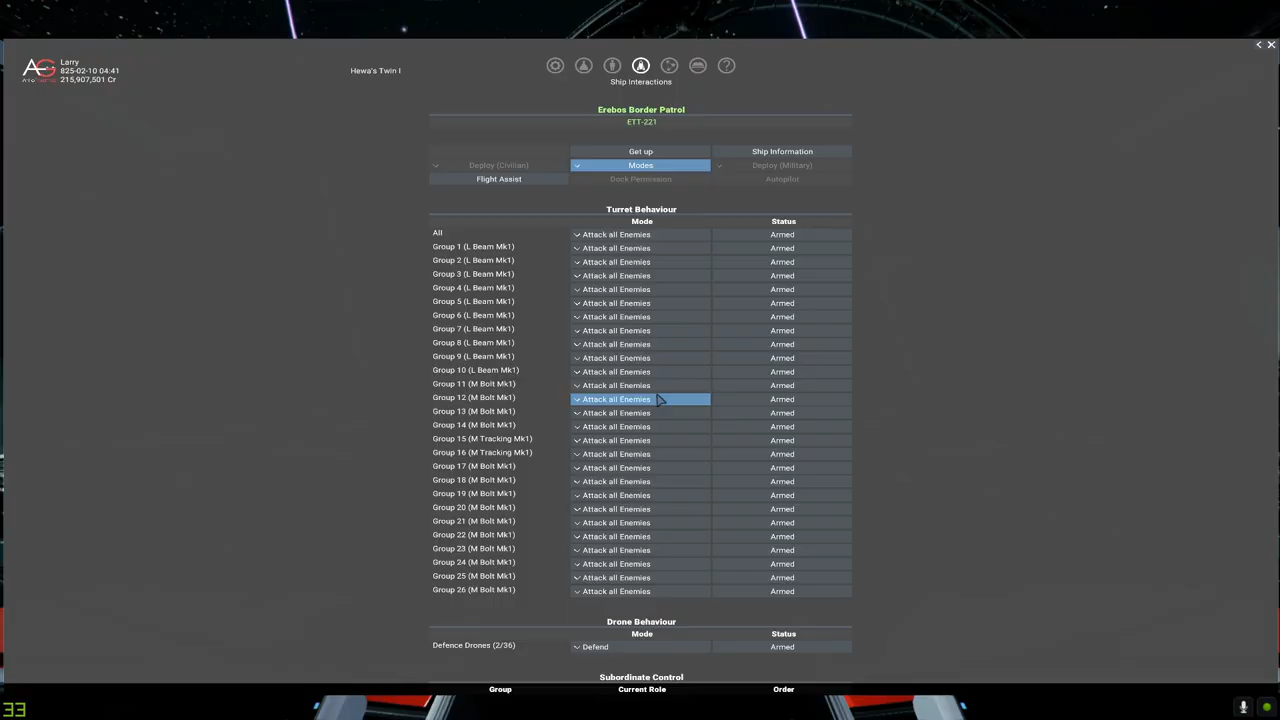 Larry
825-02-10 04:41
215,907,501 Cr
Hewa's Twin I
Ship Interactions
Erebos Border Patrol
ETT-221
Get up
Ship Information
Deploy (Civilian)
Modes
Deploy (Military)
Flight Assist
Dock Permission
Autopilot
Turret Behaviour
Mode Status
All Attack all Enemies Armed
Group 1 (L Beam Mk1) Attack all Enemies Armed
Group 2 (L Beam Mk1) Attack all Enemies Armed
Group 3 (L Beam Mk1) Attack all Enemies Armed
Group 4 (L Beam Mk1) Attack all Enemies Armed
Group 5 (L Beam Mk1) Attack all Enemies Armed
Group 6 (L Beam Mk1) Attack all Enemies Armed
Group 7 (L Beam Mk1) Attack all Enemies Armed
Group 8 (L Beam Mk1) Attack all Enemies Armed
Group 9 (L Beam Mk1) Attack all Enemies Armed
Group 10 (L Beam Mk1) Attack all Enemies Armed
Group 11 (M Bolt Mk1) Attack all Enemies Armed
Group 12 (M Bolt Mk1) Attack all Enemies Armed
Group 13 (M Bolt Mk1) Attack all Enemies Armed
Group 14 (M Bolt Mk1) Attack all Enemies Armed
Group 15 (M Tracking Mk1) Attack all Enemies Armed
Group 16 (M Tracking Mk1) Attack all Enemies Armed
Group 17 (M Bolt Mk1) Attack all Enemies Armed
Group 18 (M Bolt Mk1) Attack all Enemies Armed
Group 19 (M Bolt Mk1) Attack all Enemies Armed
Group 20 (M Bolt Mk1) Attack all Enemies Armed
Group 21 (M Bolt Mk1) Attack all Enemies Armed
Group 22 (M Bolt Mk1) Attack all Enemies Armed
Group 23 (M Bolt Mk1) Attack all Enemies Armed
Group 24 (M Bolt Mk1) Attack all Enemies Armed
Group 25 (M Bolt Mk1) Attack all Enemies Armed
Group 26 (M Bolt Mk1) Attack all Enemies Armed
Drone Behaviour
Mode Status
Defence Drones (2/36) Defend Armed
Subordinate Control
Group Current Role Order
33